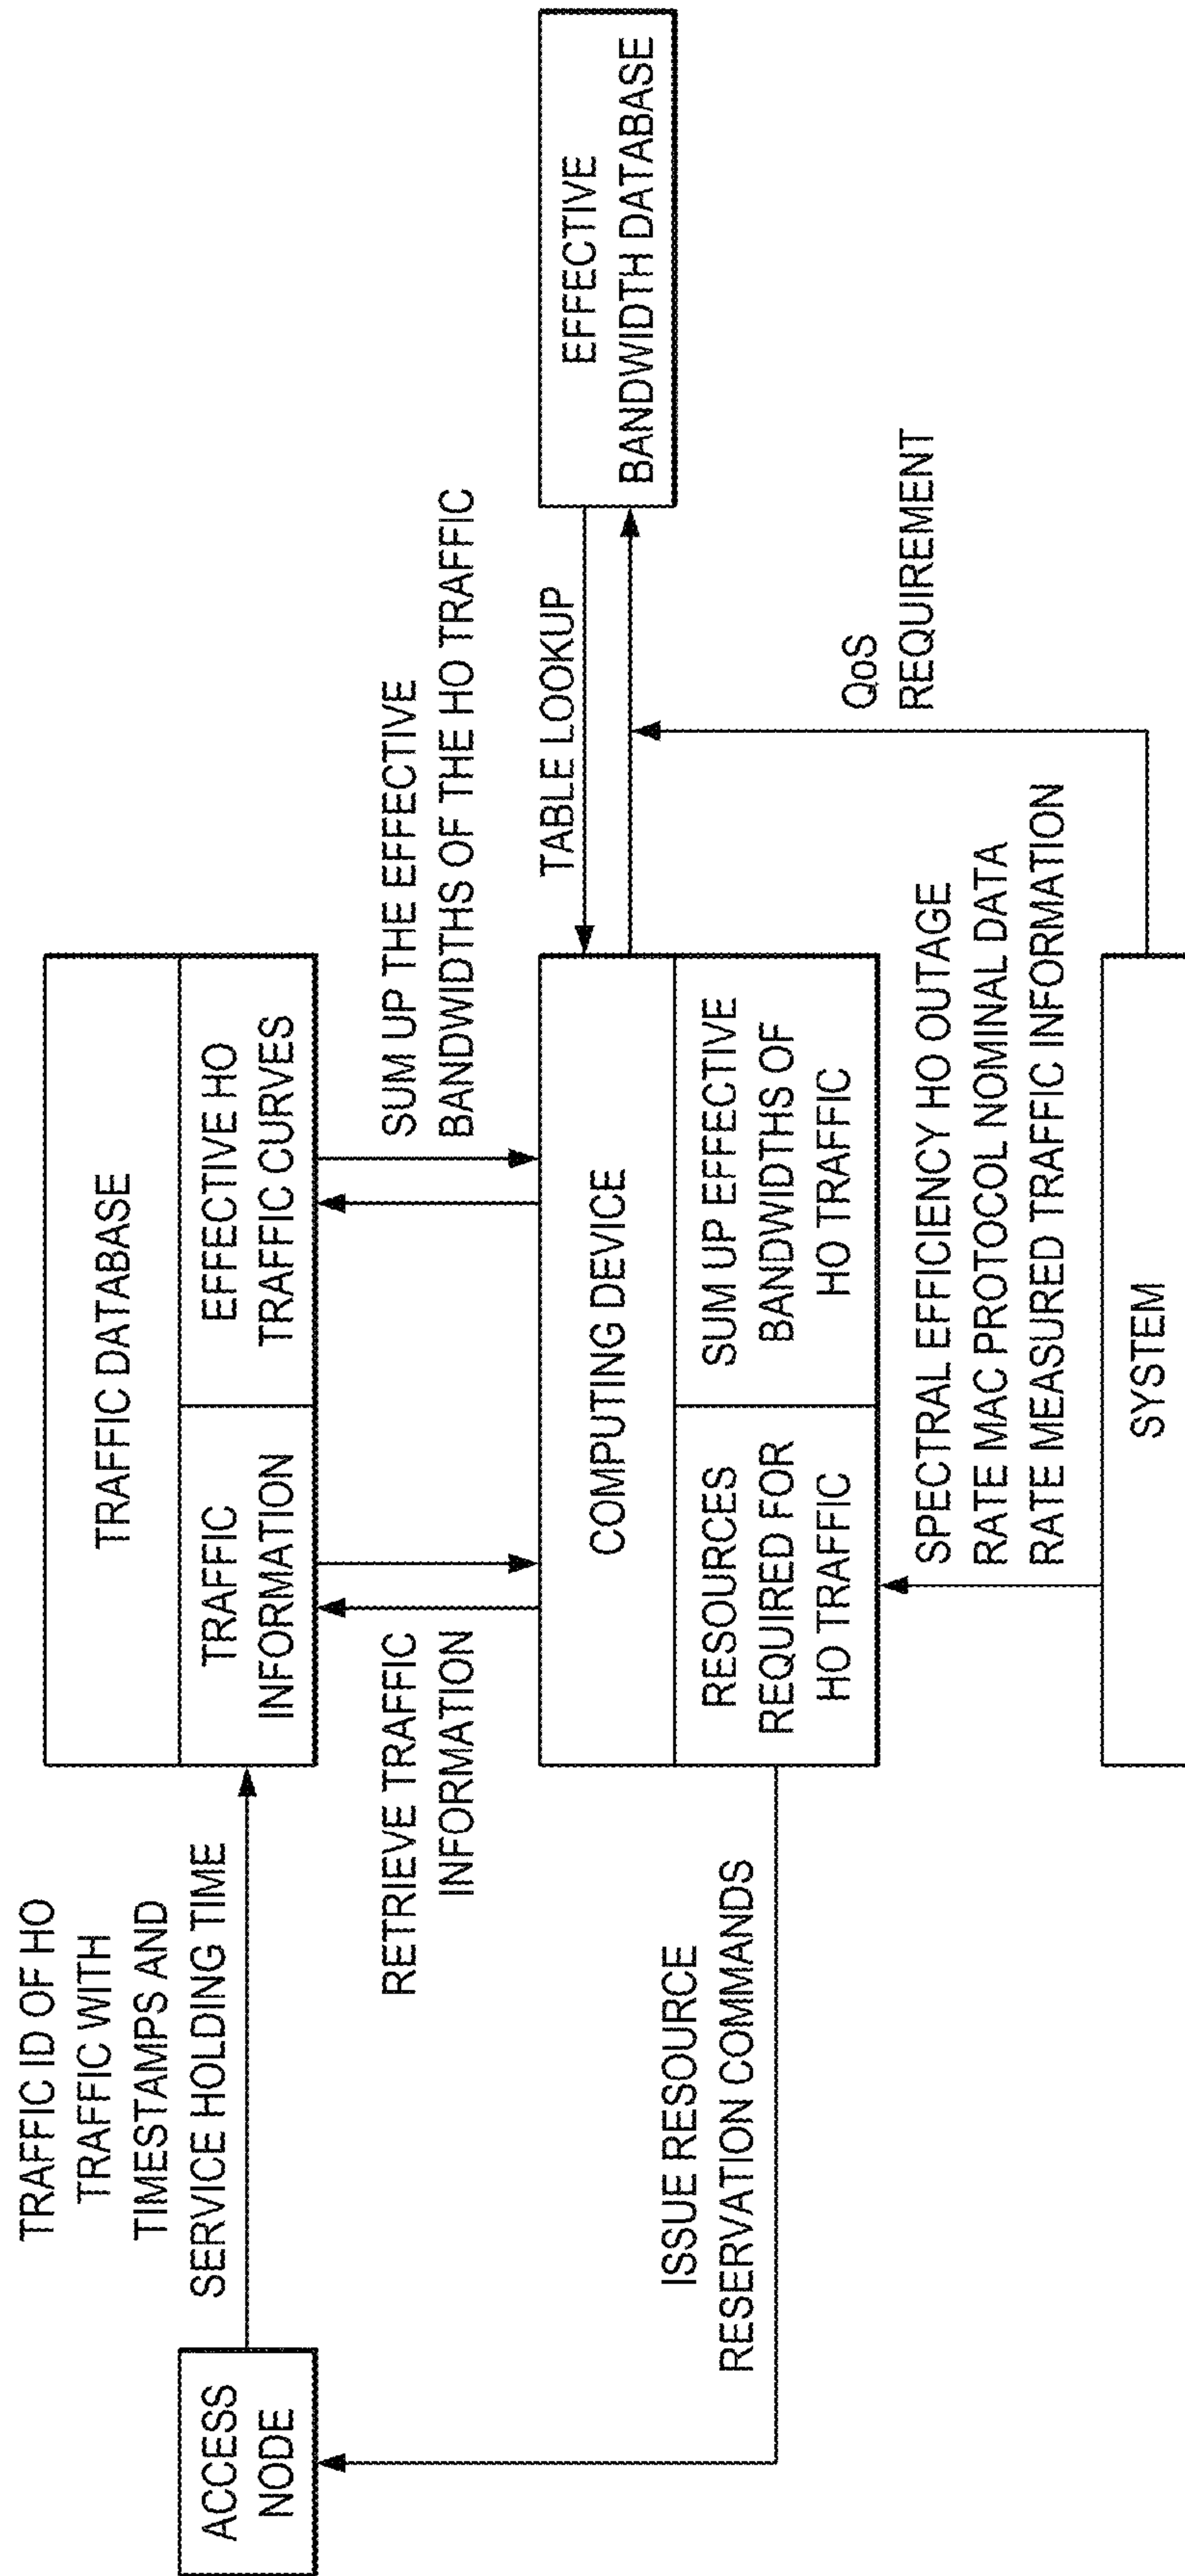 TRAFFIC ID OF HO
TRAFFIC WITH
TIMESTAMPS AND
SERVICE HOLDING TIME
ACCESS
NODE
TRAFFIC DATABASE
TRAFFIC
INFORMATION
EFFECTIVE HO
TRAFFIC CURVES
RETRIEVE TRAFFIC
INFORMATION
SUM UP THE EFFECTIVE
BANDWIDTHS OF THE HO TRAFFIC
ISSUE RESOURCE
RESERVATION COMMANDS
COMPUTING DEVICE
RESOURCES
REQUIRED FOR
HO TRAFFIC
SUM UP EFFECTIVE
BANDWIDTHS OF
HO TRAFFIC
TABLE LOOKUP
EFFECTIVE
BANDWIDTH DATABASE
QoS
REQUIREMENT
SPECTRAL EFFICIENCY HO OUTAGE
RATE MAC PROTOCOL NOMINAL DATA
RATE MEASURED TRAFFIC INFORMATION
SYSTEM